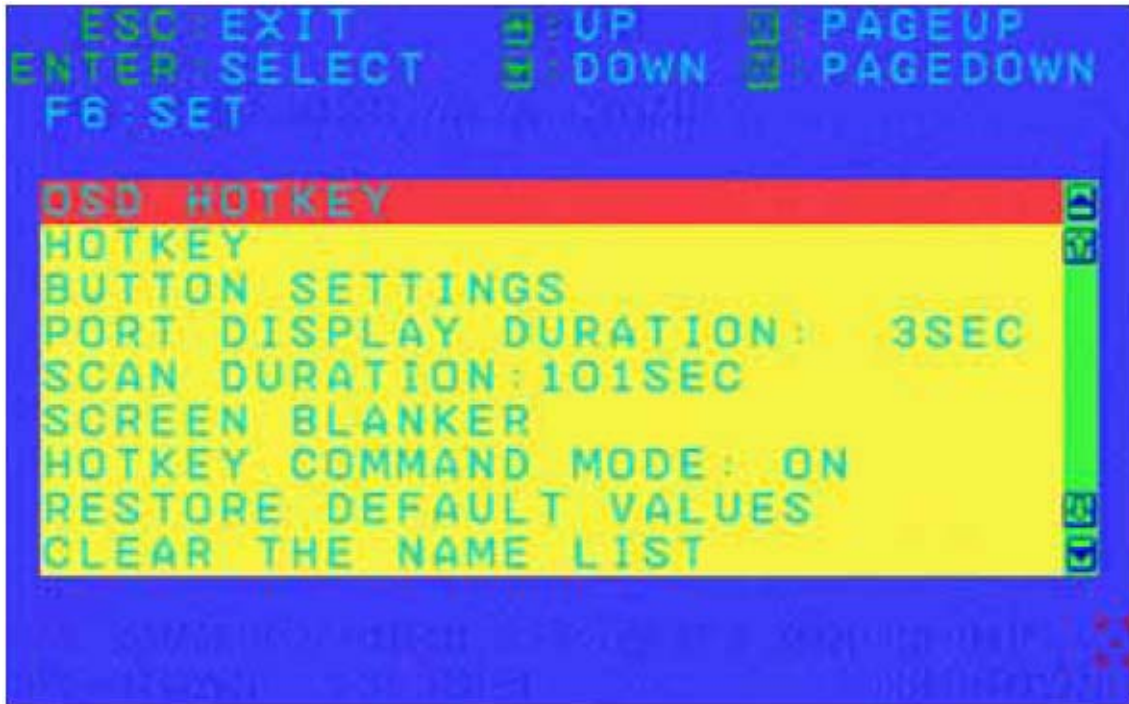 ESC:EXIT :UP :PAGEUP
ENTER:SELECT :DOWN :PAGEDOWN
F6:SET
OSD HOTKEY
HOTKEY
BUTTON SETTINGS
PORT DISPLAY DURATION: 3SEC
SCAN DURATION:101SEC
SCREEN BLANKER
HOTKEY COMMAND MODE: ON
RESTORE DEFAULT VALUES
CLEAR THE NAME LIST